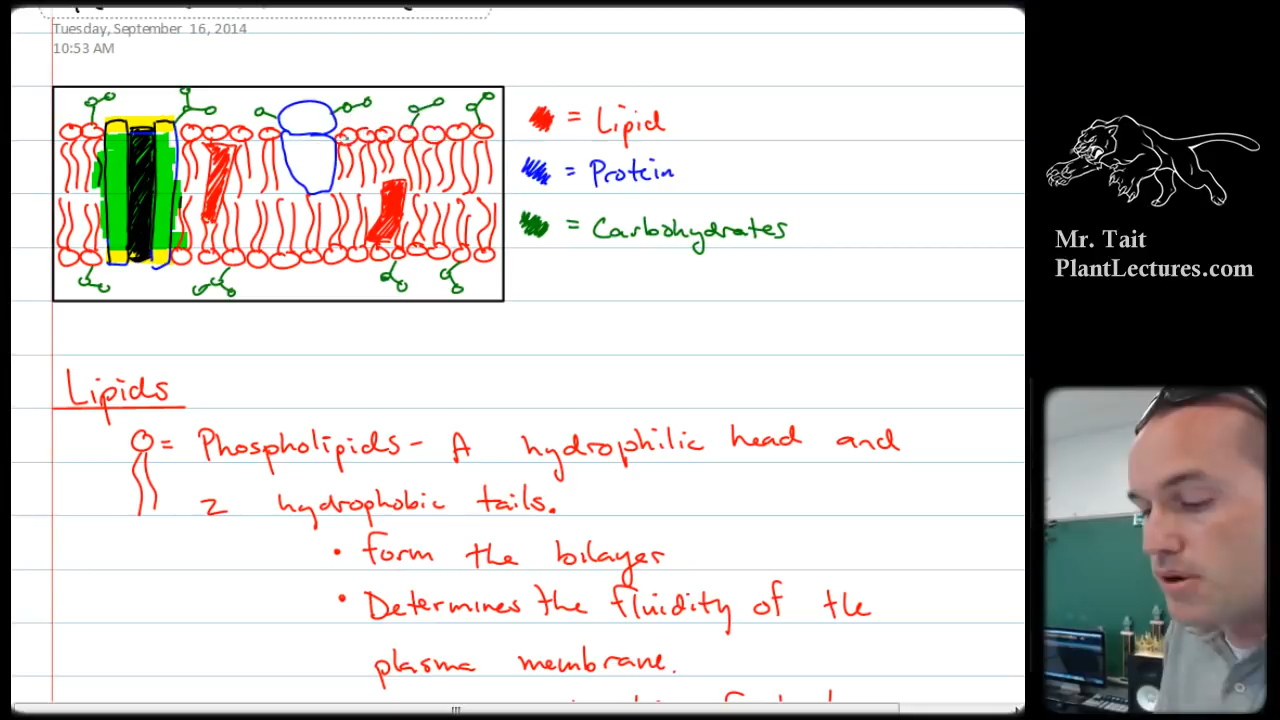 Tuesday, September 16, 2014
10:53 AM
= Lipid
= Protein
= Carbohydrates
Mr. Tait
PlantLectures.com
Lipids
= Phospholipids - A hydrophilic head and
2 hydrophobic tails.
• form the bilayer
• Determines the fluidity of the
plasma membrane.